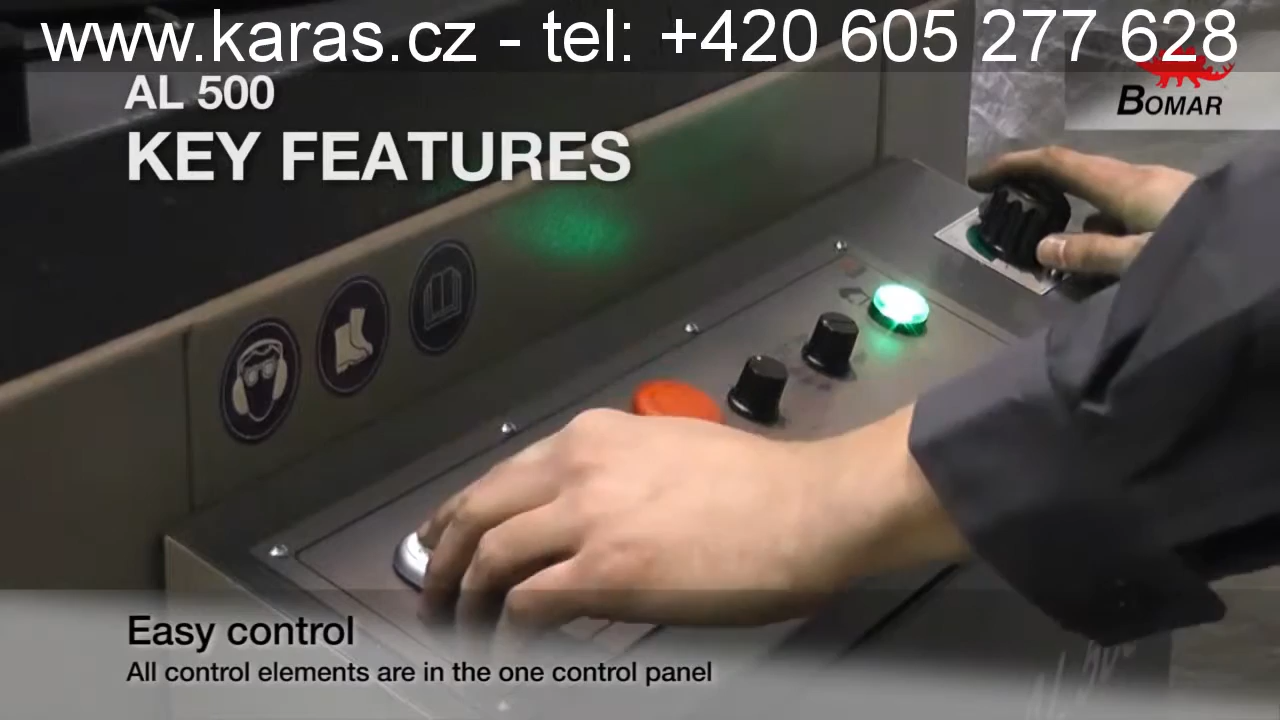 www.karas.cz - tel: +420 605 277 628
AL 500
KEY FEATURES
BOMAR
Easy control
All control elements are in the one control panel